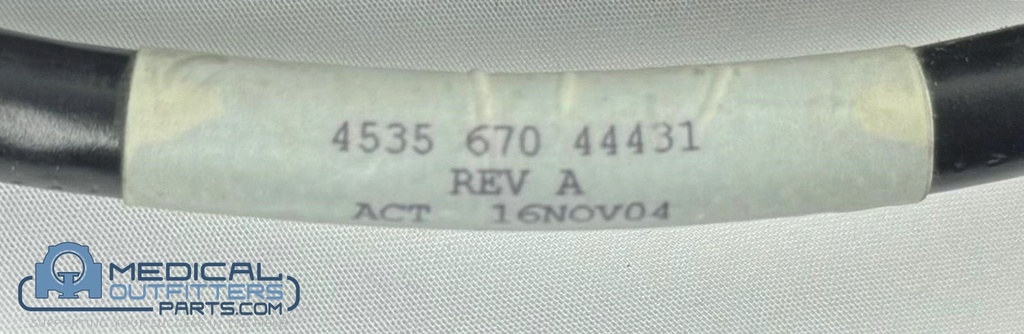 4535 670 44431
REV A
ACT 16NOV04
MEDICAL
OUTFITTERS
PARTS.COM